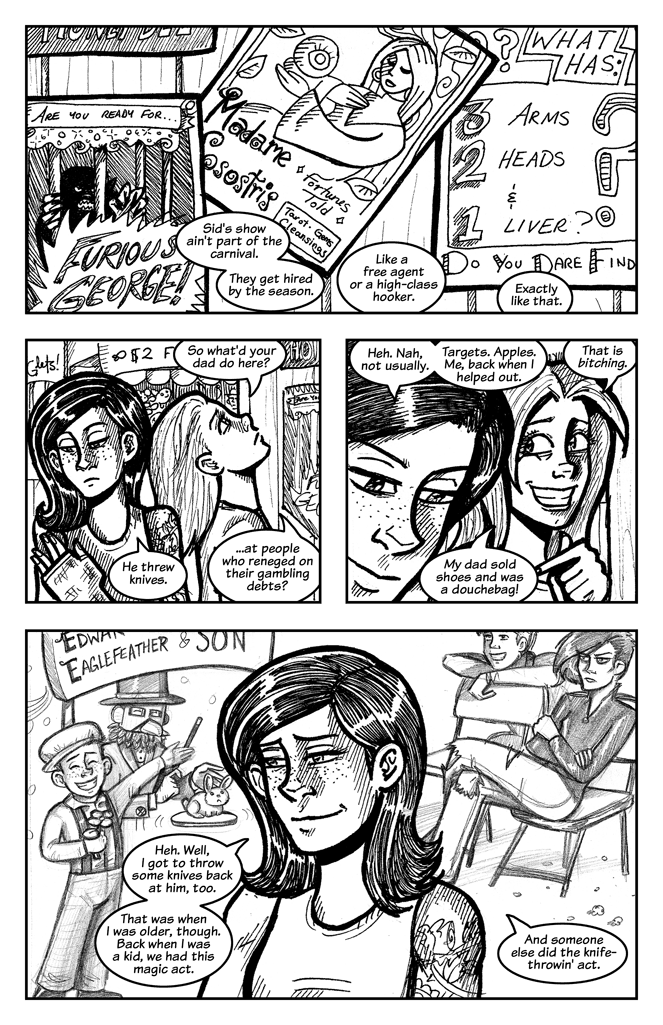 ARE YOU READY FOR...
FURIOUS
GEORGE!
Madame
Sosostris
Fortunes
Told
Tarot, Gems
Cleansings
WHAT
HAS:
3 ARMS
2 HEADS
&
1 LIVER?
DO YOU DARE FIND
Sid's show
ain't part of the
carnival.
They get hired
by the season.
Like a
free agent
or a high-class
hooker.
Exactly
like that.
$2
So what'd your
dad do here?
He threw
knives.
...at people
who reneged on
their gambling
debts?
Heh. Nah,
not usually.
Targets. Apples.
Me, back when I
helped out.
That is
bitching.
My dad sold
shoes and was
a douchebag!
EAGLEFEATHER & SON
Heh. Well,
I got to throw
some knives back
at him, too.
That was when
I was older, though.
Back when I was
a kid, we had this
magic act.
And someone
else did the knife-
throwin' act.